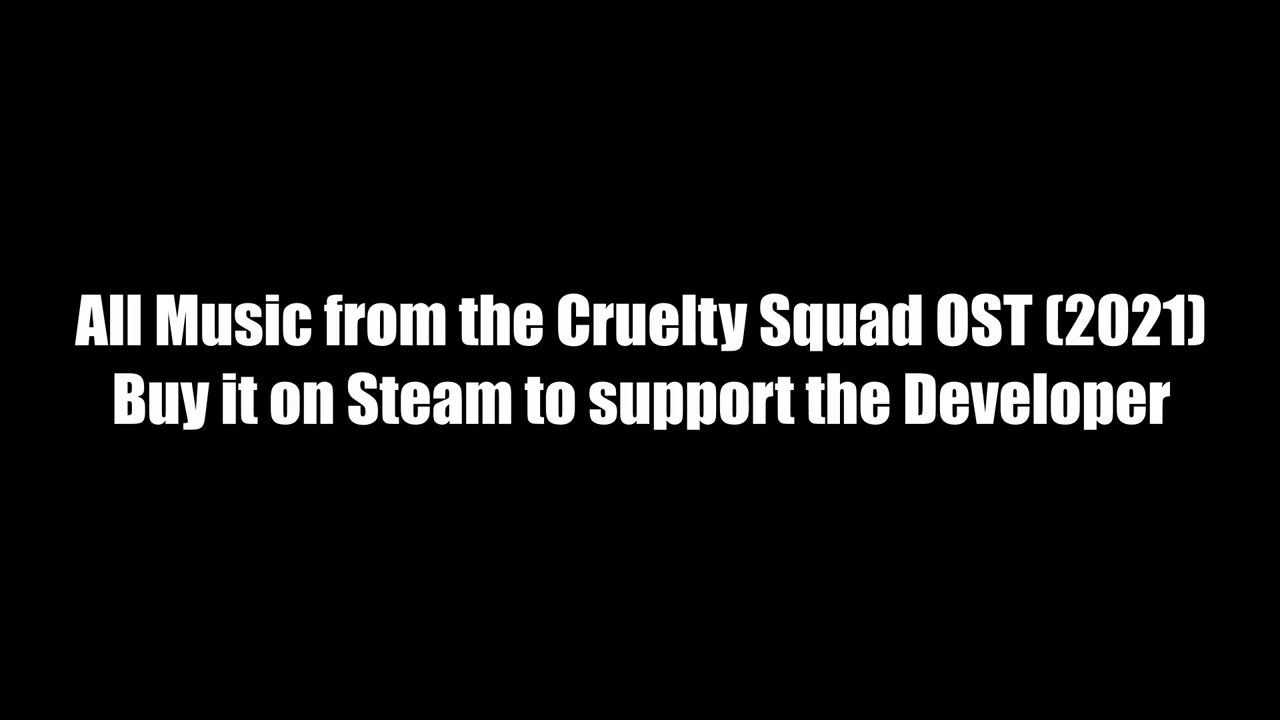 All Music from the Cruelty Squad OST (2021)
Buy it on Steam to support the Developer